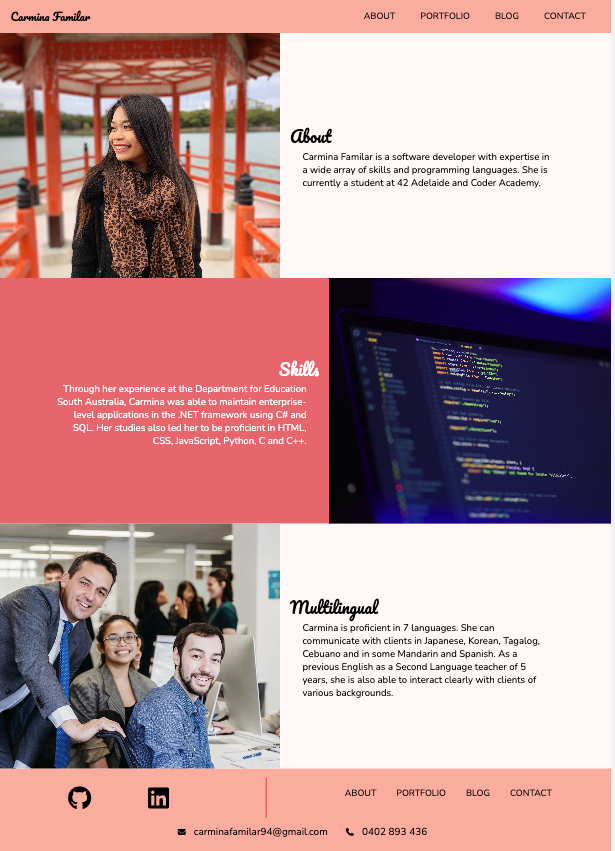 Carmina Familar
ABOUT PORTFOLIO BLOG CONTACT
About
Carmina Familar is a software developer with expertise in
a wide array of skills and programming languages. She is
currently a student at 42 Adelaide and Coder Academy.
Skills
Through her experience at the Department for Education
South Australia, Carmina was able to maintain enterprise-
level applications in the .NET framework using C# and
SQL. Her studies also led her to be proficient in HTML,
CSS, JavaScript, Python, C and C++.
Multilingual
Carmina is proficient in 7 languages. She can
communicate with clients in Japanese, Korean, Tagalog,
Cebuano and in some Mandarin and Spanish. As a
previous English as a Second Language teacher of 5
years, she is also able to interact clearly with clients of
various backgrounds.
ABOUT PORTFOLIO BLOG CONTACT
carminafamilar94@gmail.com 0402 893 436